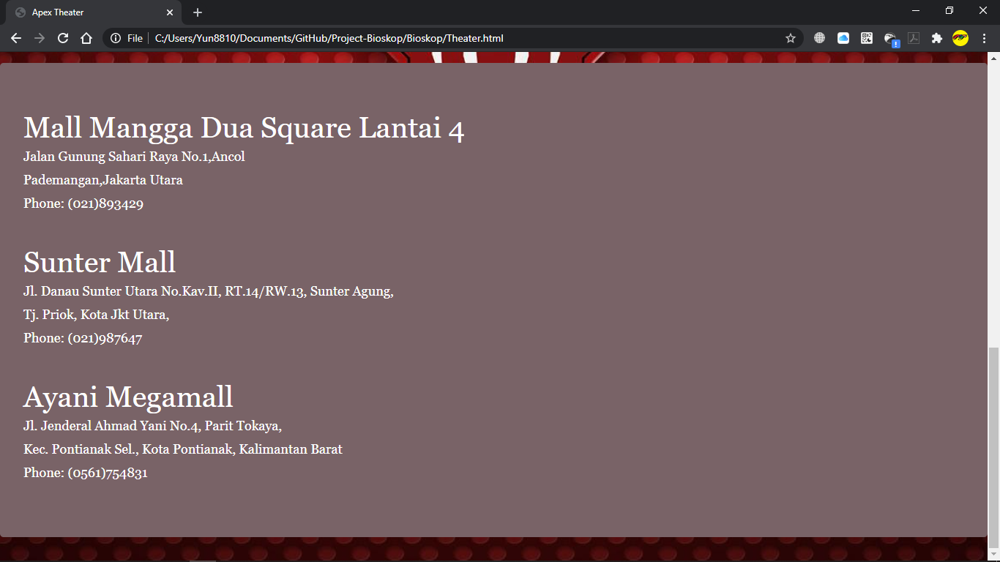 Apex Theater
File
C:/Users/Yun8810/Documents/GitHub/Project-Bioskop/Bioskop/Theater.html
Mall Mangga Dua Square Lantai 4
Jalan Gunung Sahari Raya No.1,Ancol
Pademangan,Jakarta Utara
Phone: (021)893429
Sunter Mall
Jl. Danau Sunter Utara No.Kav.II, RT.14/RW.13, Sunter Agung,
Tj. Priok, Kota Jkt Utara,
Phone: (021)987647
Ayani Megamall
Jl. Jenderal Ahmad Yani No.4, Parit Tokaya,
Kec. Pontianak Sel., Kota Pontianak, Kalimantan Barat
Phone: (0561)754831